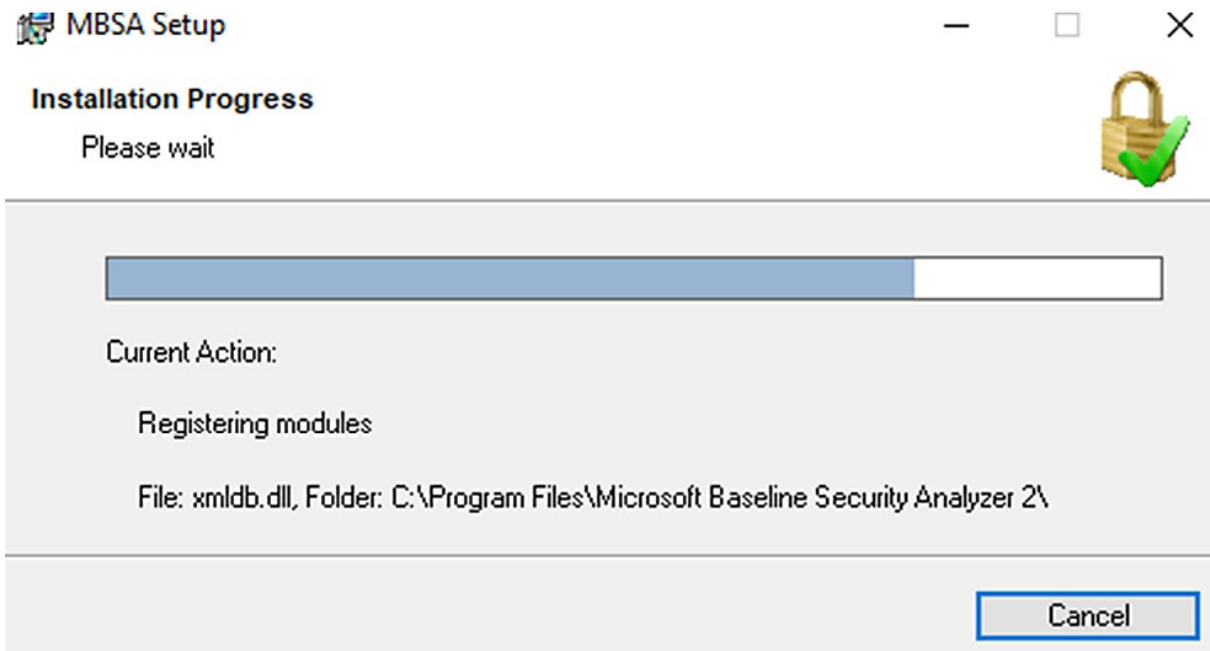 MBSA Setup
Installation Progress
Please wait
Current Action:
Registering modules
File: xmldb.dll, Folder: C:\Program Files\Microsoft Baseline Security Analyzer 2\
Cancel